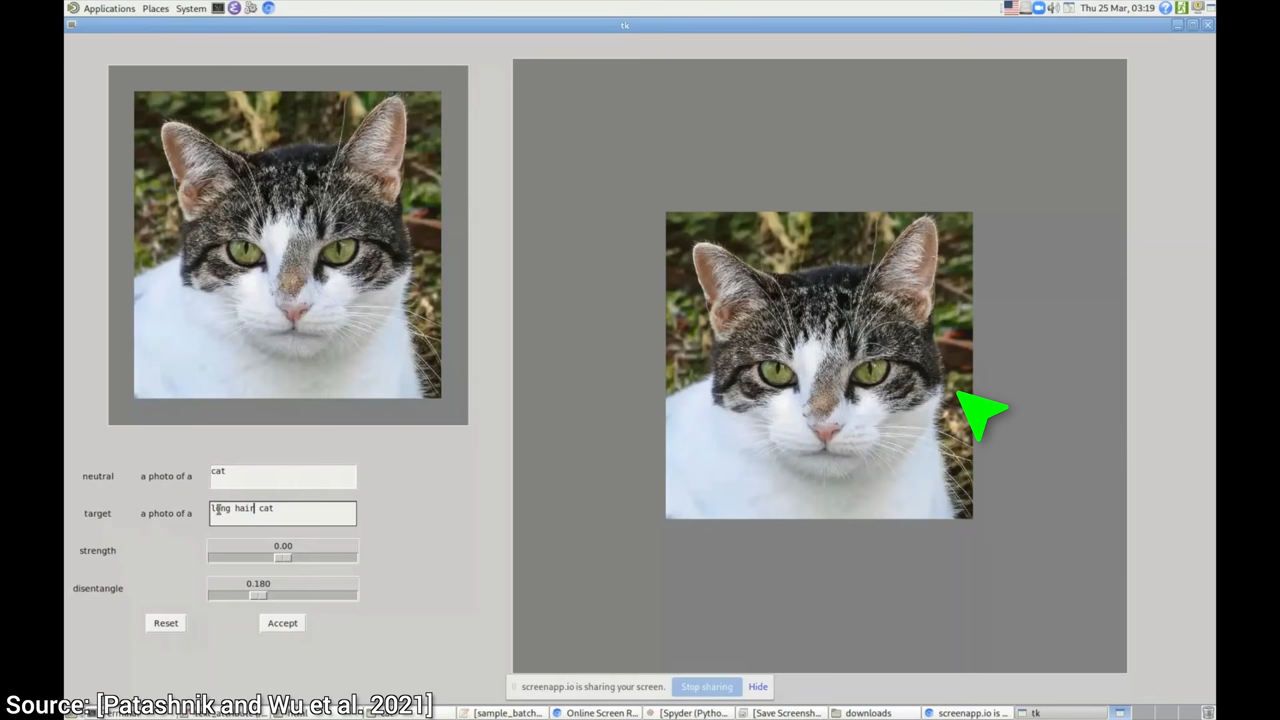 Applications Places System
Thu 25 Mar, 03:19
tk
neutral a photo of a cat
target a photo of a long hair cat
strength 0.00
disentangle 0.180
Reset Accept
screenapp.io is sharing your screen. Stop sharing Hide
Source: [Patashnik and Wu et al. 2021]
[sample_batch... Online Screen R... [Spyder (Pytho... [Save Screensh... downloads screenapp.io is ... tk